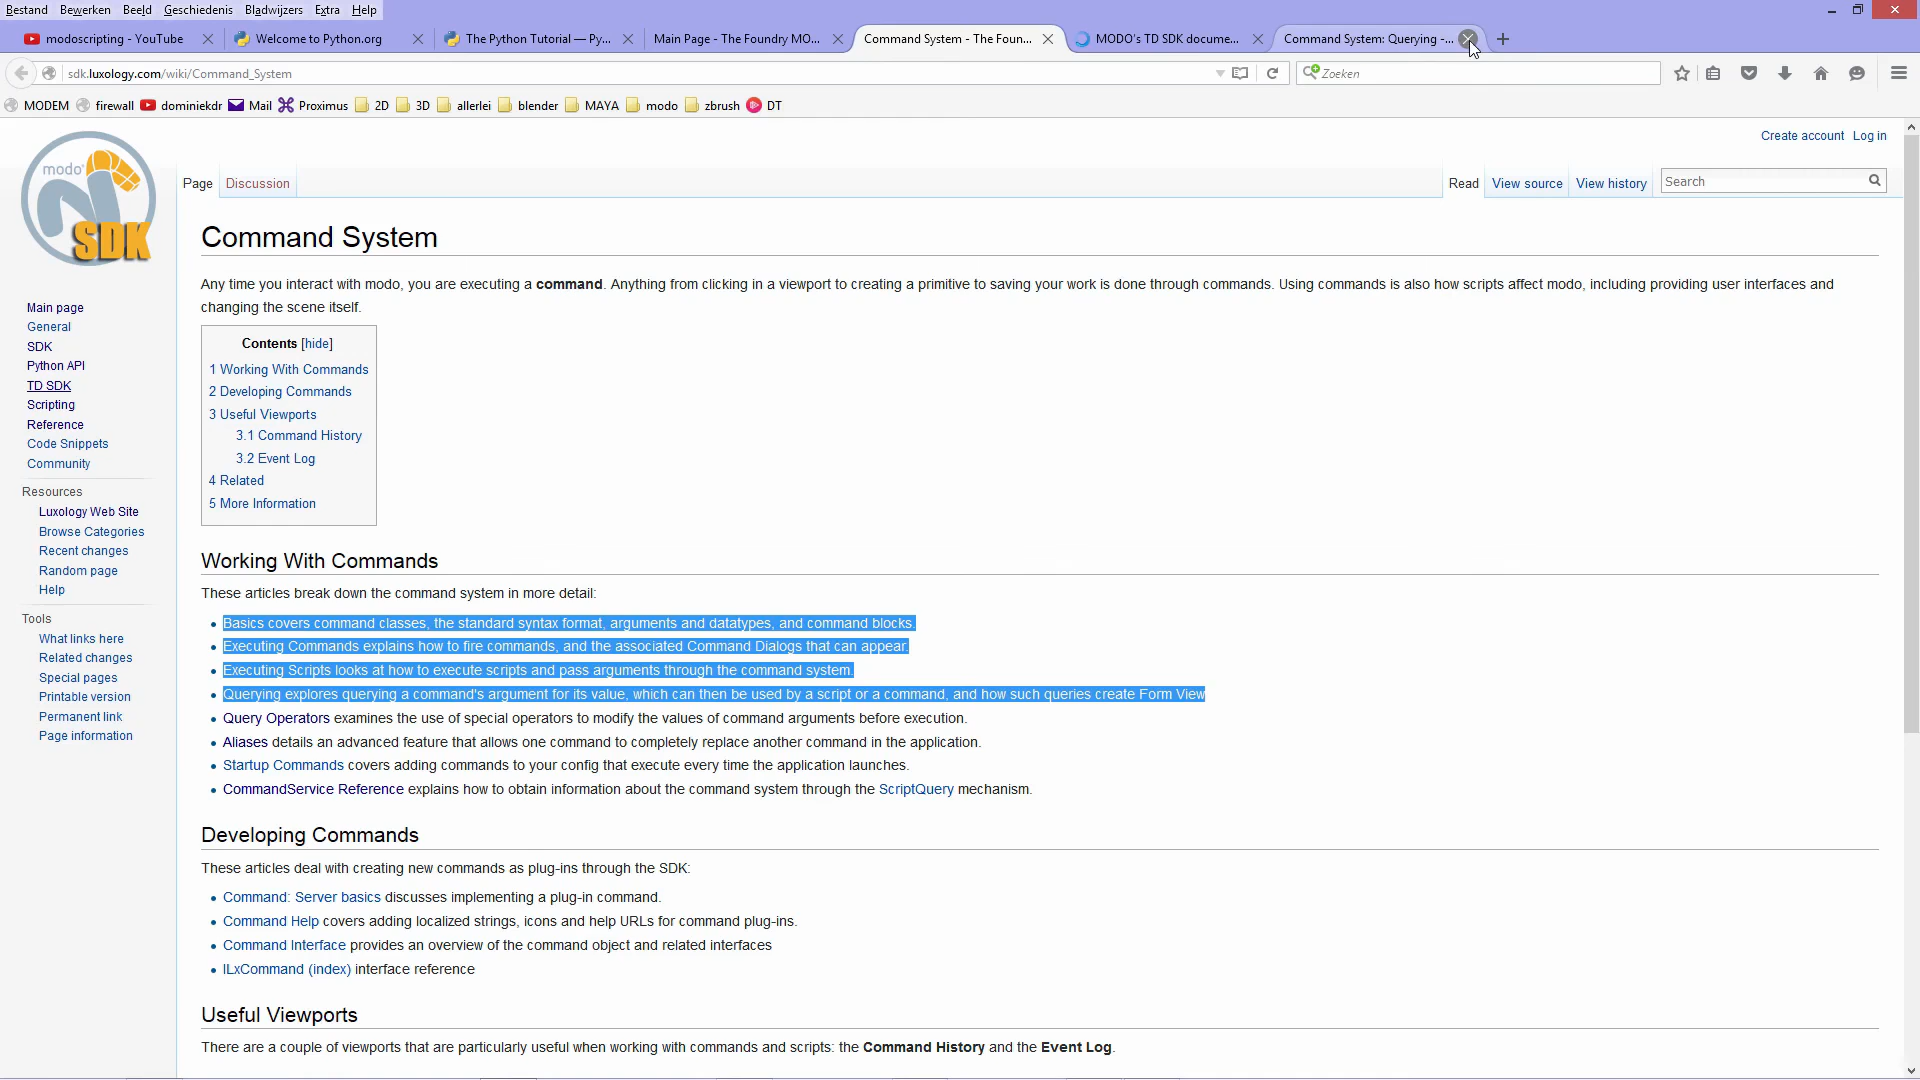 Bestand Bewerken Beeld Geschiedenis Bladwijzers Extra Help
modoscripting - YouTube Welcome to Python.org The Python Tutorial — Py... Main Page - The Foundry MO... Command System - The Foun... MODO's TD SDK docume... Command System: Querying -...
sdk.luxology.com/wiki/Command_System Zoeken
MODEM firewall dominiekdr Mail Proximus 2D 3D allerlei blender MAYA modo zbrush DT
Create account Log in
modo
SDK
Page Discussion Read View source View history Search
Command System
Any time you interact with modo, you are executing a command. Anything from clicking in a viewport to creating a primitive to saving your work is done through commands. Using commands is also how scripts affect modo, including providing user interfaces and
changing the scene itself.
Contents [hide]
1 Working With Commands
2 Developing Commands
3 Useful Viewports
3.1 Command History
3.2 Event Log
4 Related
5 More Information
Main page
General
SDK
Python API
TD SDK
Scripting
Reference
Code Snippets
Community
Resources
Luxology Web Site
Browse Categories
Recent changes
Random page
Help
Tools
What links here
Related changes
Special pages
Printable version
Permanent link
Page information
Working With Commands
These articles break down the command system in more detail:
Basics covers command classes, the standard syntax format, arguments and datatypes, and command blocks.
Executing Commands explains how to fire commands, and the associated Command Dialogs that can appear.
Executing Scripts looks at how to execute scripts and pass arguments through the command system.
Querying explores querying a command's argument for its value, which can then be used by a script or a command, and how such queries create Form View
Query Operators examines the use of special operators to modify the values of command arguments before execution.
Aliases details an advanced feature that allows one command to completely replace another command in the application.
Startup Commands covers adding commands to your config that execute every time the application launches.
CommandService Reference explains how to obtain information about the command system through the ScriptQuery mechanism.
Developing Commands
These articles deal with creating new commands as plug-ins through the SDK:
Command: Server basics discusses implementing a plug-in command.
Command Help covers adding localized strings, icons and help URLs for command plug-ins.
Command Interface provides an overview of the command object and related interfaces
ILxCommand (index) interface reference
Useful Viewports
There are a couple of viewports that are particularly useful when working with commands and scripts: the Command History and the Event Log.